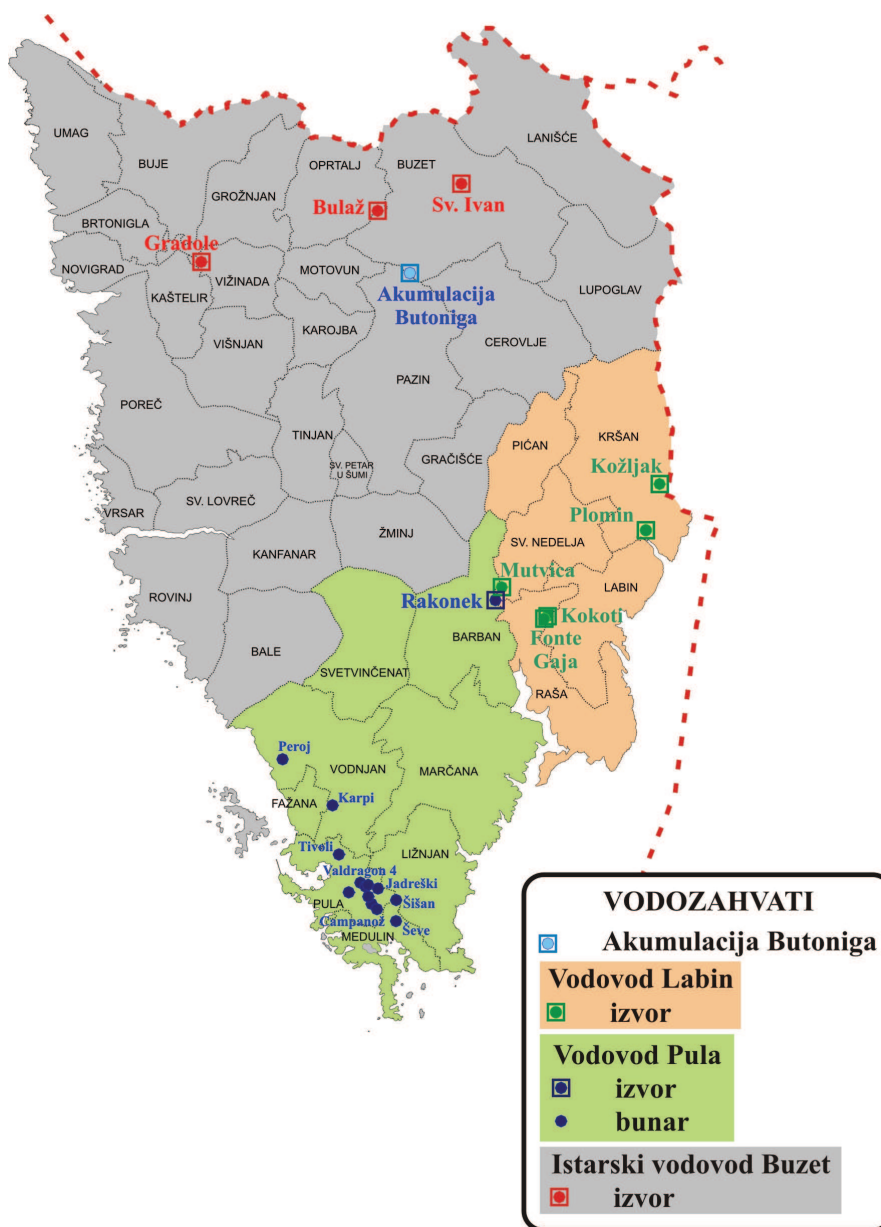 UMAG
BUJE
OPRTALJ
BUZET
LANIŠĆE
GROŽNJAN
Bulaž
Sv. Ivan
BRTONIGLA
Gradole
NOVIGRAD
VIŽINADA
MOTOVUN
KAŠTELIR
Akumulacija
Butoniga
LUPOGLAV
VIŠNJAN
KAROJBA
CEROVLJE
PAZIN
POREČ
TINJAN
PIĆAN
KRŠAN
GRAČIŠĆE
SV. PETAR
U ŠUMI
Kožljak
SV. LOVREČ
VRSAR
Plomin
ŽMINJ
SV. NEDELJA
KANFANAR
Mutvica
LABIN
ROVINJ
Rakonek
Kokoti
BARBAN
Fonte
Gaja
BALE
SVETVINČENAT
RAŠA
Peroj
VODNJAN
MARČANA
FAŽANA
Karpi
Tivoli
LIŽNJAN
Valdragon 4
Jadreški
PULA
Šišan
Campanož
Ševe
MEDULIN
VODOZAHVATI
Akumulacija Butoniga
Vodovod Labin
izvor
Vodovod Pula
izvor
bunar
Istarski vodovod Buzet
izvor